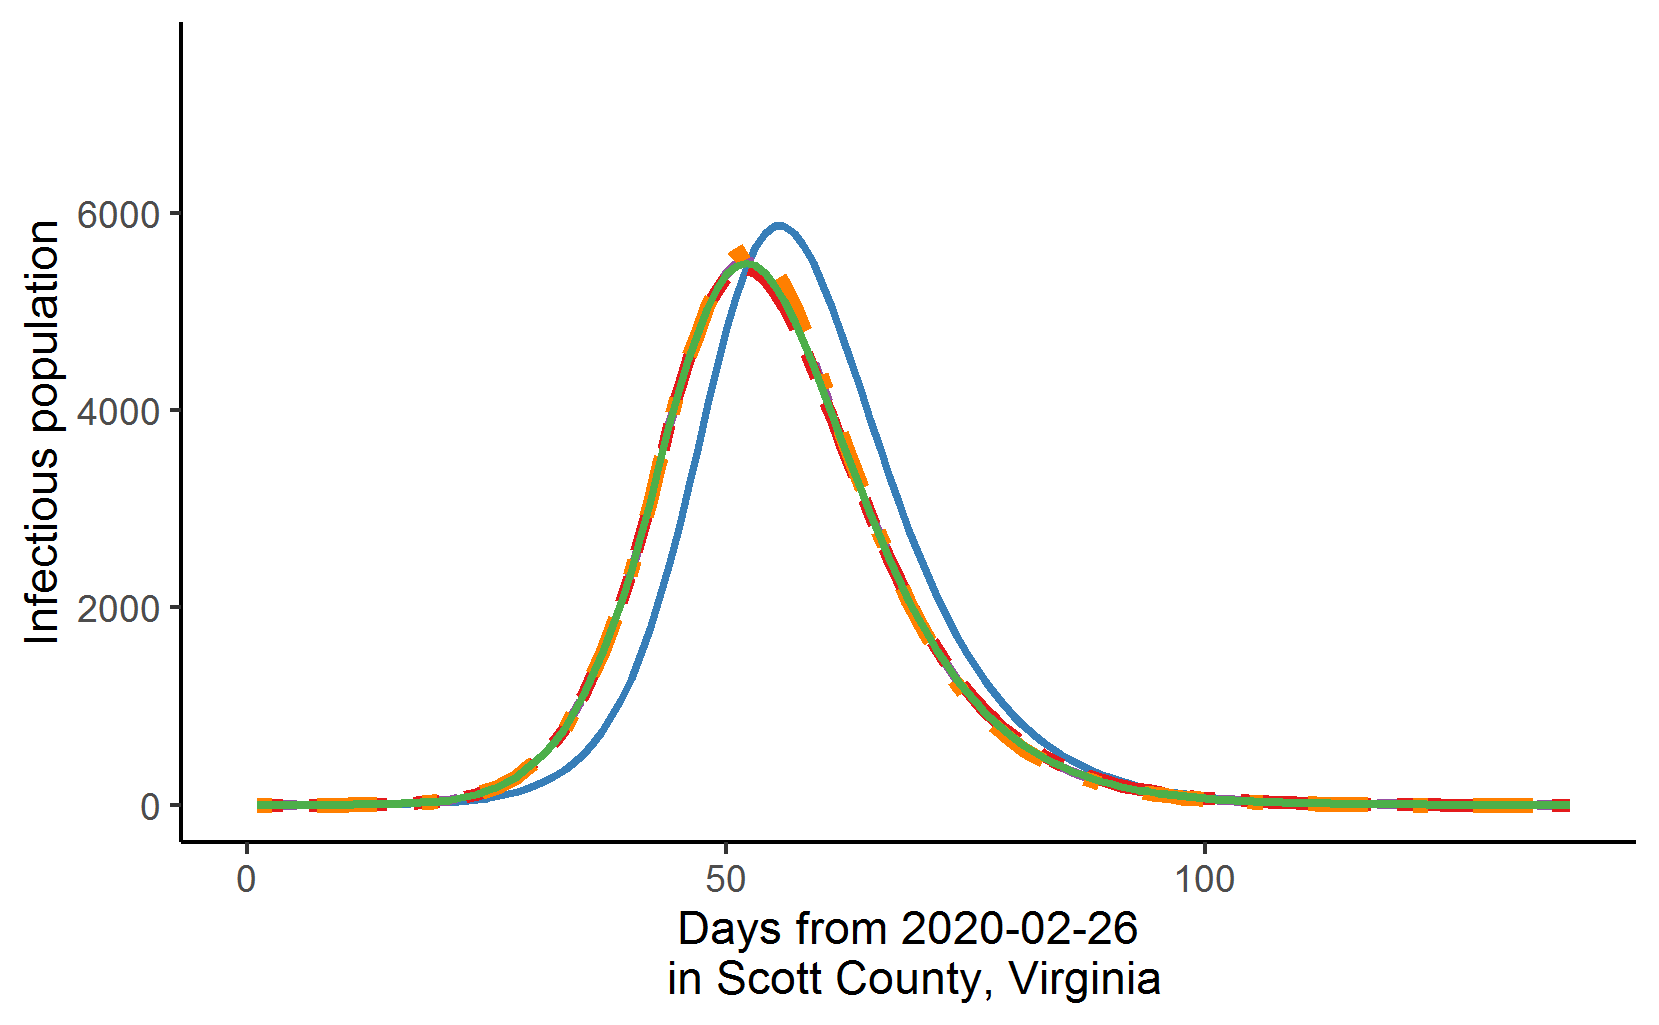 Infectious population
6000
4000
2000
0
0 50 100
Days from 2020-02-26
in Scott County, Virginia